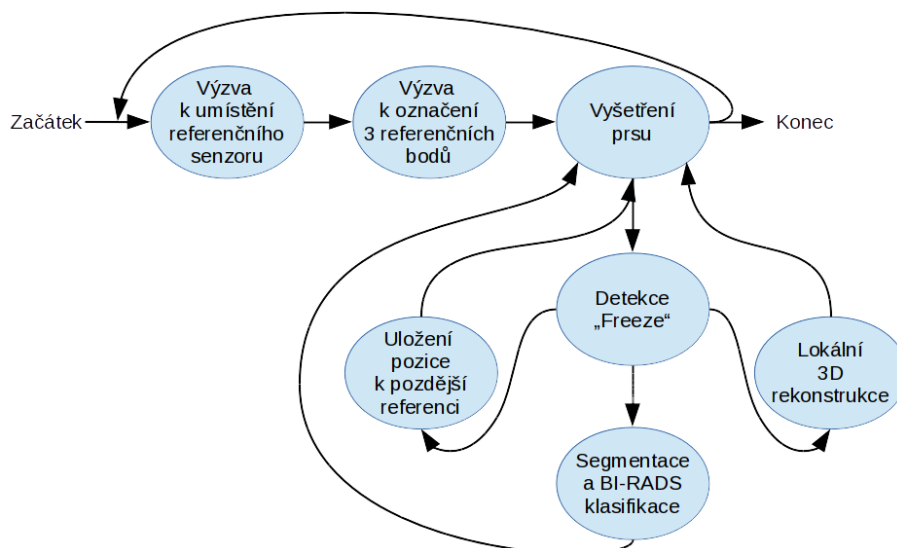 Začátek
Výzva
k umístění
referenčního
senzoru
Výzva
k označení
3 referenčních
bodů
Vyšetření
prsu
Konec
Detekce
„Freeze“
Uložení
pozice
k pozdější
referenci
Lokální
3D
rekonstrukce
Segmentace
a BI-RADS
klasifikace